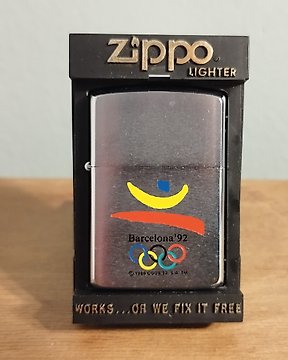 zippo
LIGHTER
Barcelona'92
WORKS...OR WE FIX IT FREE